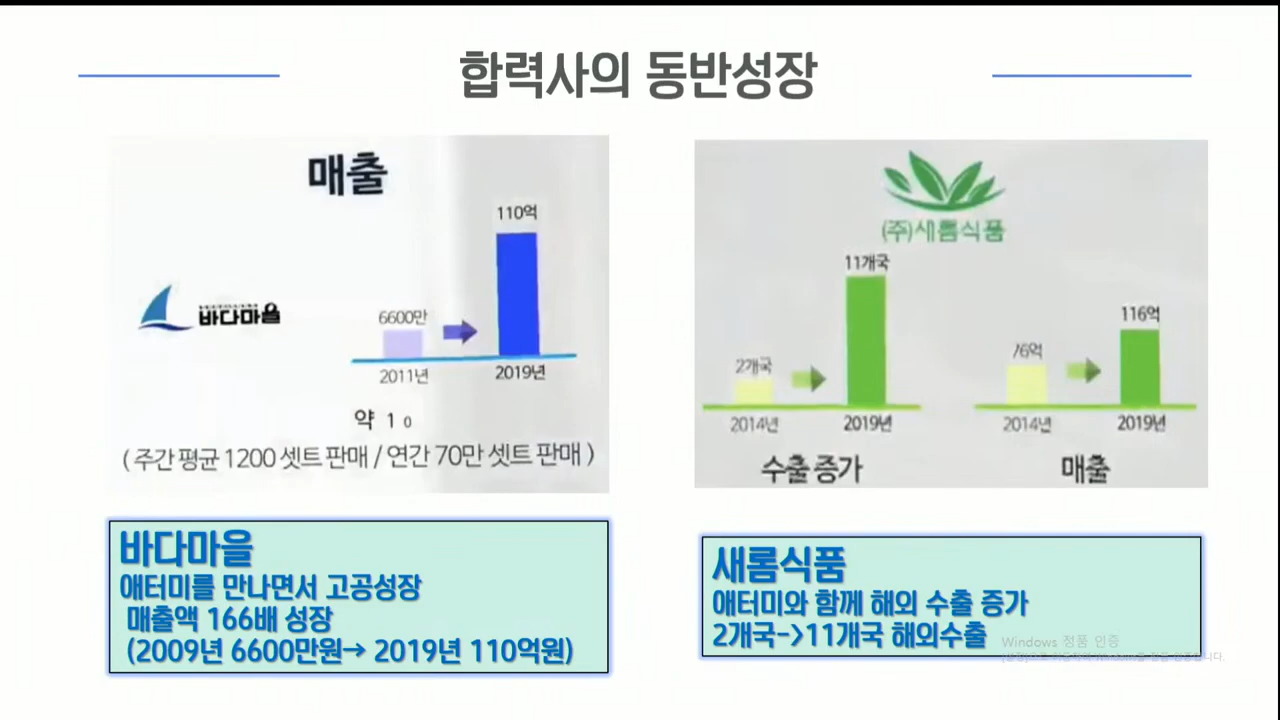 합력사의 동반성장
매출
110억
6600만
바다마을
2011년
2019년
약 1 0
( 주간 평균 1200 셋트 판매 / 연간 70만 셋트 판매 )
(주)새롬식품
11개국
2개국
2014년
2019년
수출 증가
116억
76억
2014년
2019년
매출
바다마을
애터미를 만나면서 고공성장
매출액 166배 성장
(2009년 6600만원→ 2019년 110억원)
새롬식품
애터미와 함께 해외 수출 증가
2개국->11개국 해외수출
Windows 정품 인증